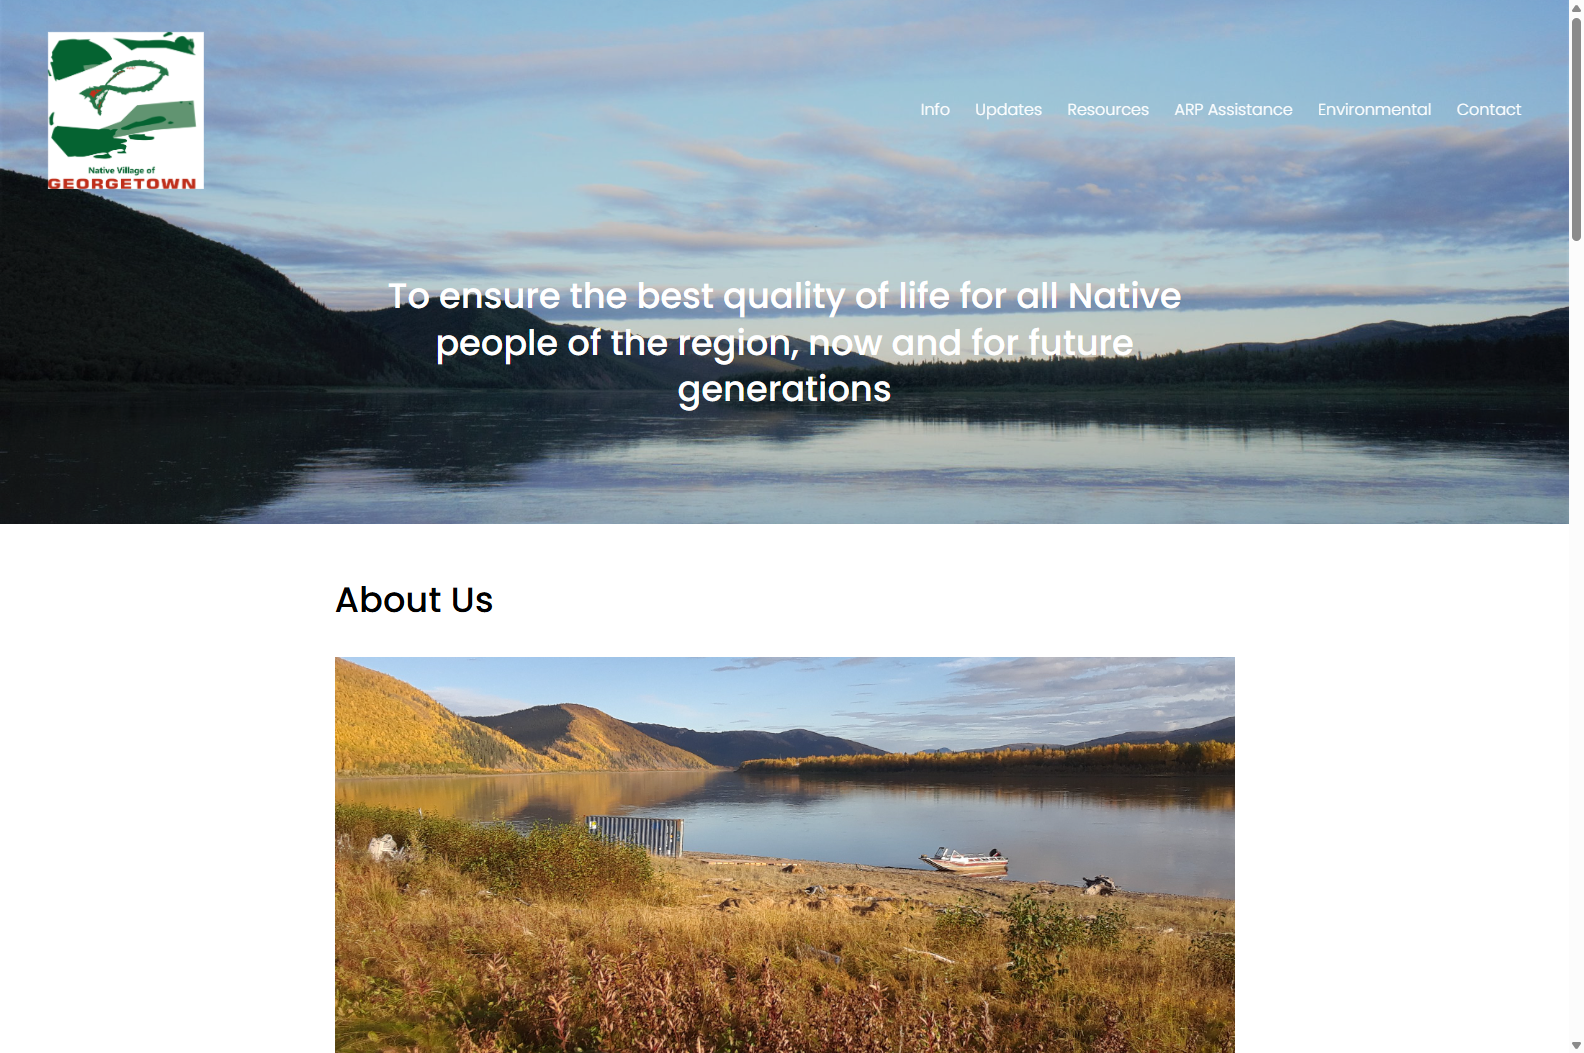 Native Village of
GEORGETOWN
Info
Updates
Resources
ARP Assistance
Environmental
Contact
To ensure the best quality of life for all Native
people of the region, now and for future
generations
About Us